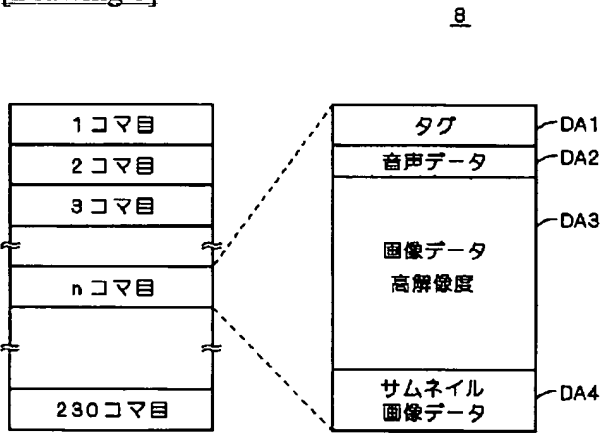 8
1コマ目
2コマ目
3コマ目
nコマ目
230コマ目
タグ
DA1
音声データ
DA2
画像データ
高解像度
DA3
サムネイル
画像データ
DA4